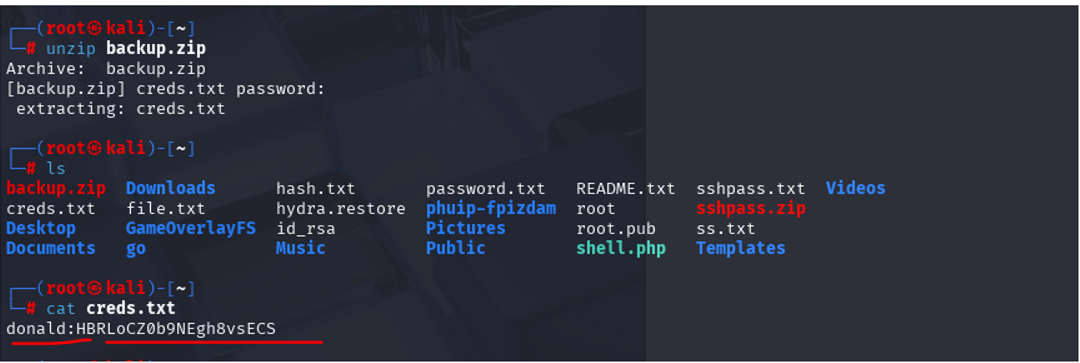 ┌──(root㉿kali)-[~]
└─# unzip backup.zip
Archive:  backup.zip
[backup.zip] creds.txt password:
 extracting: creds.txt
┌──(root㉿kali)-[~]
└─# ls
backup.zip  Downloads      hash.txt       password.txt    README.txt  sshpass.txt  Videos
creds.txt   file.txt       hydra.restore  phuip-fpizdam   root        sshpass.zip
Desktop     GameOverlayFS  id_rsa         Pictures        root.pub    ss.txt
Documents   go             Music          Public          shell.php   Templates
┌──(root㉿kali)-[~]
└─# cat creds.txt
donald:HBRLoCZ0b9NEgh8vsECS